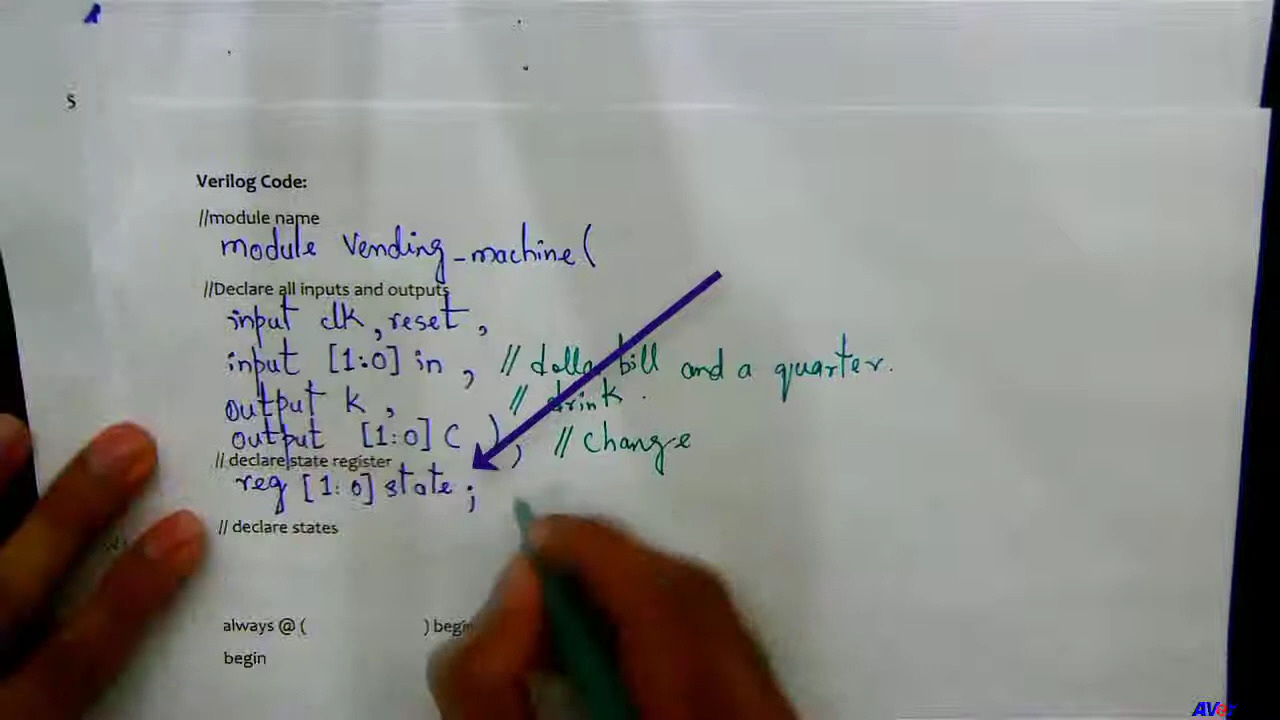 S
Verilog Code:
//module name
module Vending_machine(
//Declare all inputs and outputs
input clk, reset,
input [1:0] in, // dollar bill and a quarter.
output k, // drink.
output [1:0] C ), // change
// declare state register
reg [1:0] state;
// declare states
always @ ( ) begin
begin
AVer